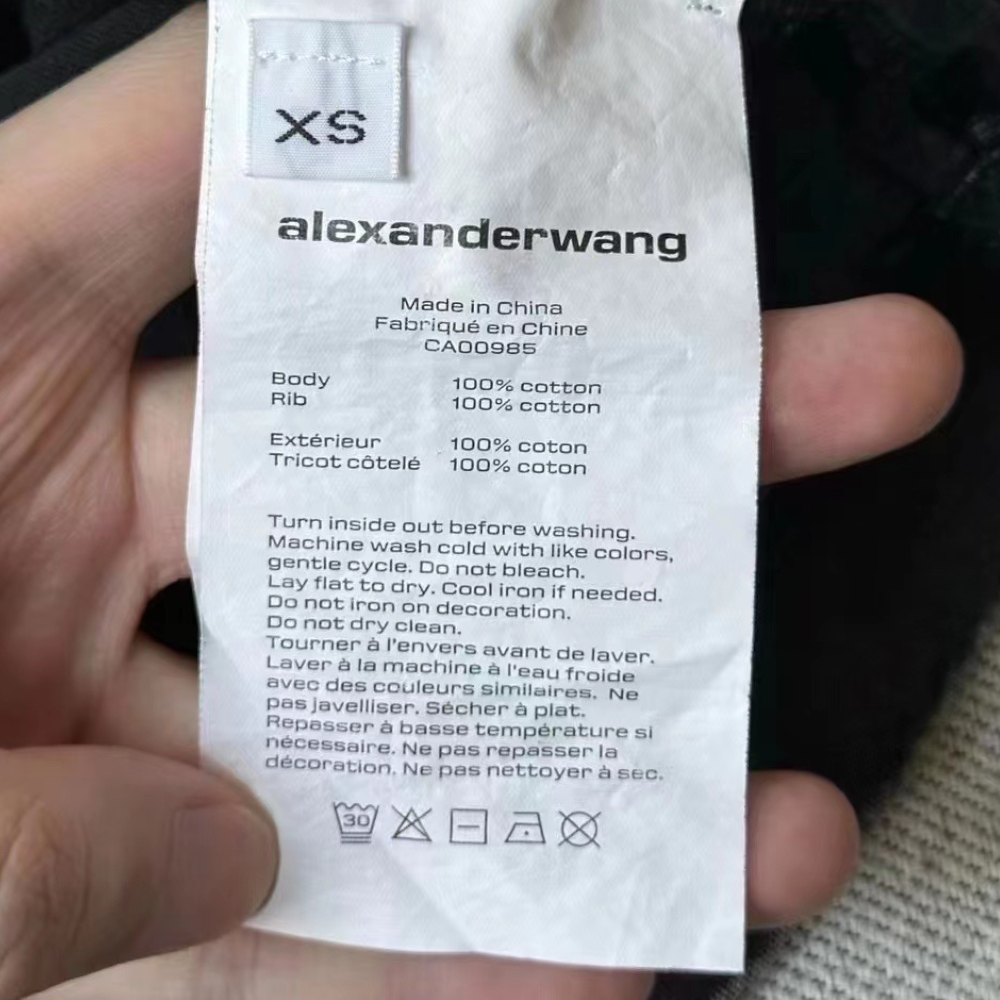 XS
alexanderwang
Made in China
Fabriqué en Chine
CA00985
Body 100% cotton
Rib 100% cotton
Extérieur 100% coton
Tricot côtelé 100% coton
Turn inside out before washing.
Machine wash cold with like colors,
gentle cycle. Do not bleach.
Lay flat to dry. Cool iron if needed.
Do not iron on decoration.
Do not dry clean.
Tourner à l'envers avant de laver.
Laver à la machine à l'eau froide
avec des couleurs similaires. Ne
pas javelliser. Sécher à plat.
Repasser à basse température si
nécessaire. Ne pas repasser la
décoration. Ne pas nettoyer à sec.
30